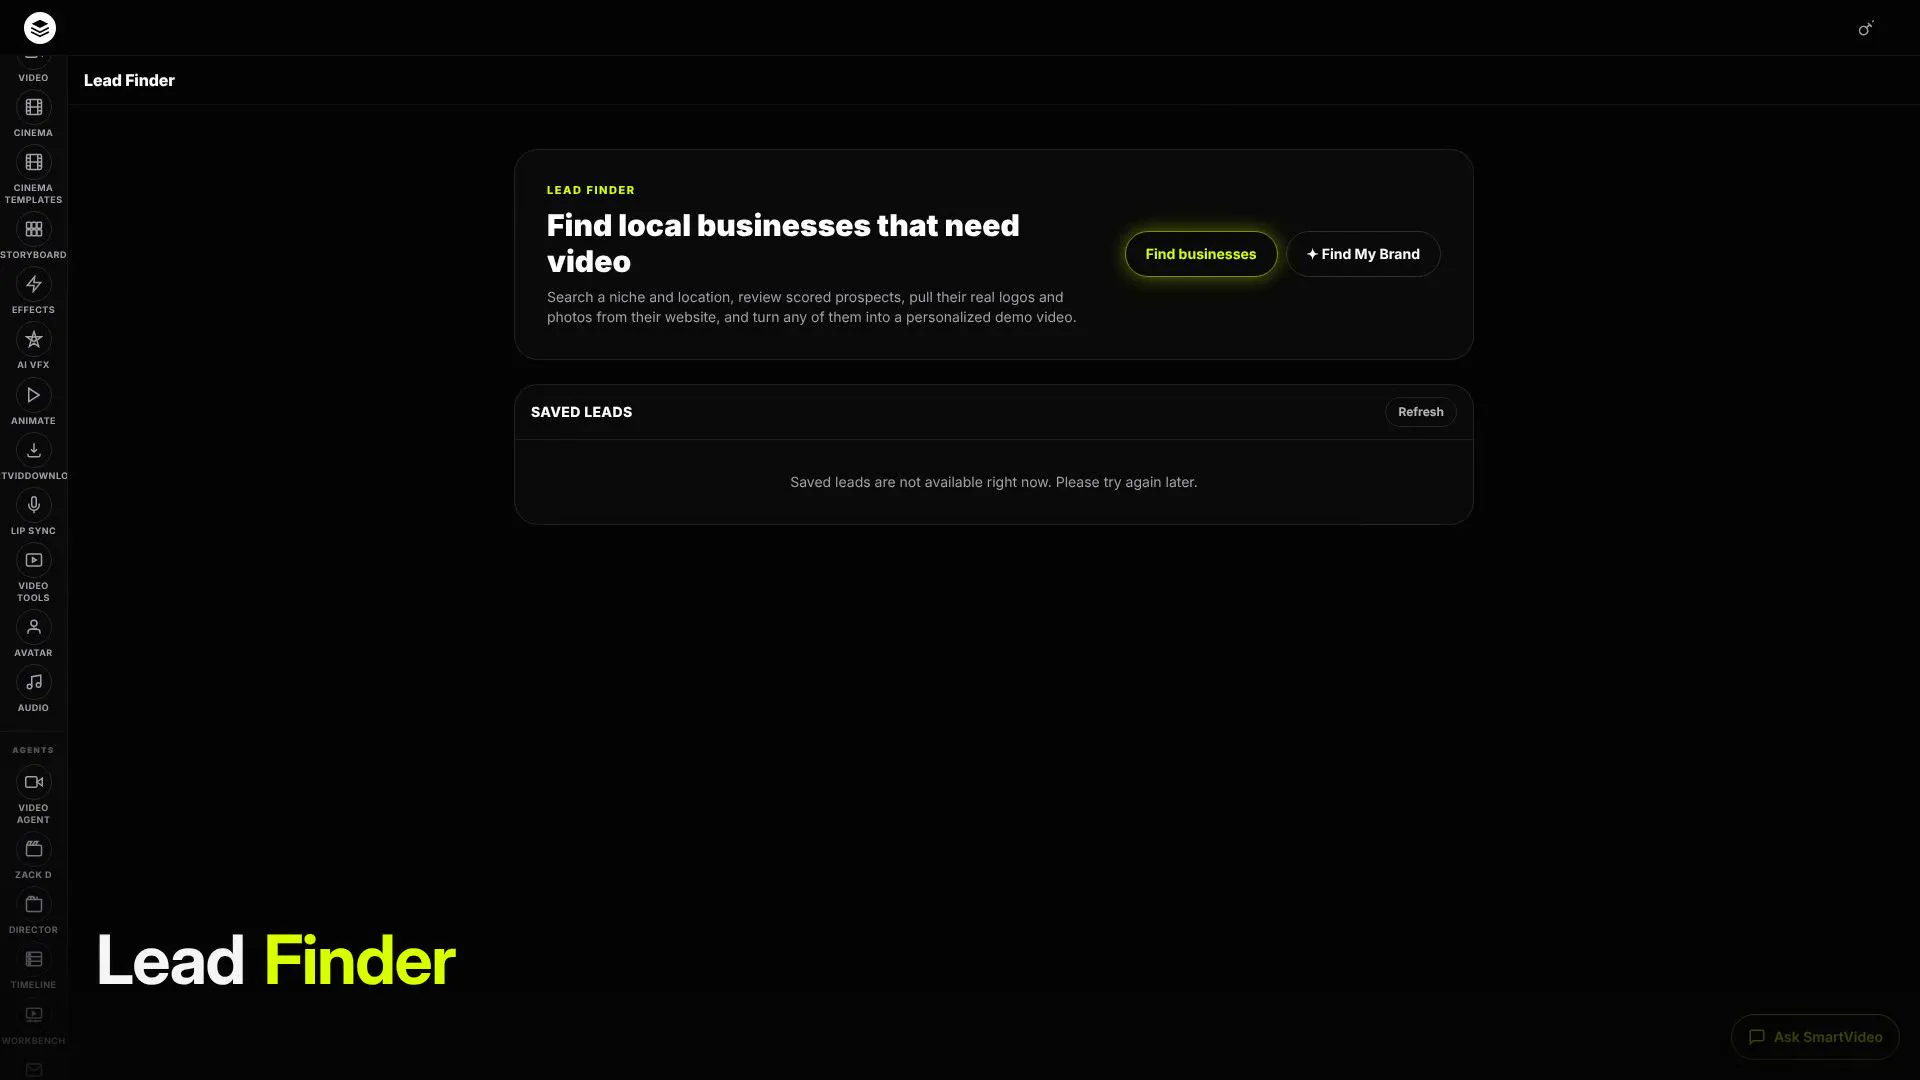 Lead Finder
VIDEO
CINEMA
CINEMA
TEMPLATES
STORYBOARD
EFFECTS
AI VFX
ANIMATE
TVIDDOWNLO
LIP SYNC
VIDEO
TOOLS
AVATAR
AUDIO
AGENTS
VIDEO
AGENT
ZACK D
DIRECTOR
TIMELINE
WORKBENCH
LEAD FINDER
Find local businesses that need
video
Search a niche and location, review scored prospects, pull their real logos and
photos from their website, and turn any of them into a personalized demo video.
Find businesses
✦ Find My Brand
SAVED LEADS
Refresh
Saved leads are not available right now. Please try again later.
Lead Finder
Ask SmartVideo